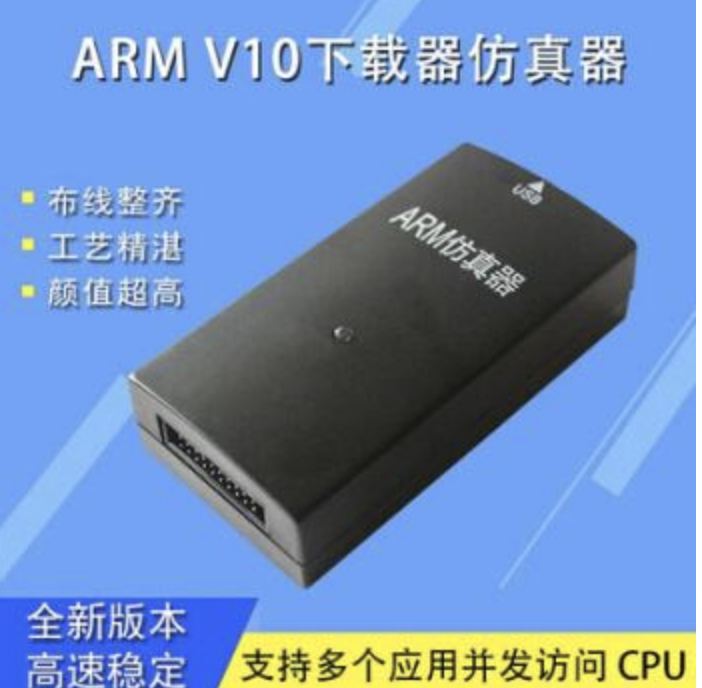 ARM V10下载器仿真器
布线整齐
工艺精湛
颜值超高
USB
ARM仿真器
全新版本
高速稳定
支持多个应用并发访问 CPU